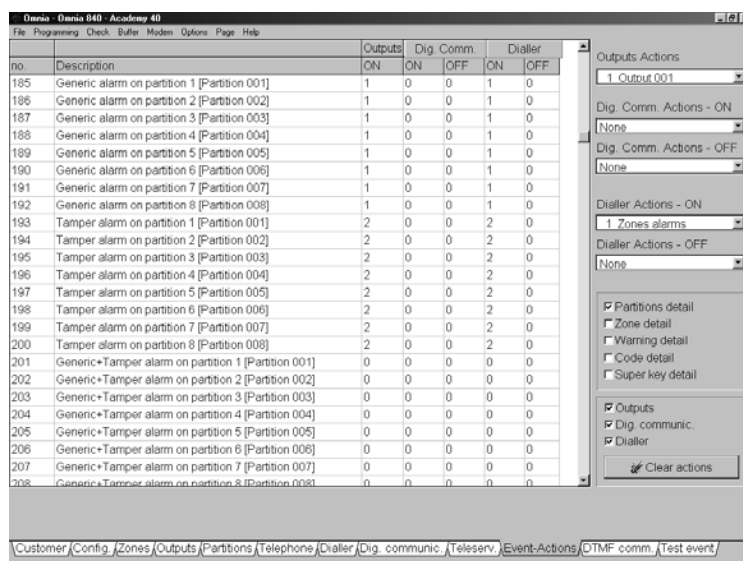 Omnia - Omnia 840 - Academy 40
File Programming Check Buffer Modem Options Page Help
Outputs Dig. Comm. Dialler
no. Description ON ON OFF ON OFF
185 Generic alarm on partition 1 [Partition 001] 1 0 0 1 0
186 Generic alarm on partition 2 [Partition 002] 1 0 0 1 0
187 Generic alarm on partition 3 [Partition 003] 1 0 0 1 0
188 Generic alarm on partition 4 [Partition 004] 1 0 0 1 0
189 Generic alarm on partition 5 [Partition 005] 1 0 0 1 0
190 Generic alarm on partition 6 [Partition 006] 1 0 0 1 0
191 Generic alarm on partition 7 [Partition 007] 1 0 0 1 0
192 Generic alarm on partition 8 [Partition 008] 1 0 0 1 0
193 Tamper alarm on partition 1 [Partition 001] 2 0 0 2 0
194 Tamper alarm on partition 2 [Partition 002] 2 0 0 2 0
195 Tamper alarm on partition 3 [Partition 003] 2 0 0 2 0
196 Tamper alarm on partition 4 [Partition 004] 2 0 0 2 0
197 Tamper alarm on partition 5 [Partition 005] 2 0 0 2 0
198 Tamper alarm on partition 6 [Partition 006] 2 0 0 2 0
199 Tamper alarm on partition 7 [Partition 007] 2 0 0 2 0
200 Tamper alarm on partition 8 [Partition 008] 2 0 0 2 0
201 Generic+Tamper alarm on partition 1 [Partition 001] 0 0 0 0 0
202 Generic+Tamper alarm on partition 2 [Partition 002] 0 0 0 0 0
203 Generic+Tamper alarm on partition 3 [Partition 003] 0 0 0 0 0
204 Generic+Tamper alarm on partition 4 [Partition 004] 0 0 0 0 0
205 Generic+Tamper alarm on partition 5 [Partition 005] 0 0 0 0 0
206 Generic+Tamper alarm on partition 6 [Partition 006] 0 0 0 0 0
207 Generic+Tamper alarm on partition 7 [Partition 007] 0 0 0 0 0
208 Generic+Tamper alarm on partition 8 [Partition 008] 0 0 0 0 0
Outputs Actions
1 Output 001
Dig. Comm. Actions - ON
None
Dig. Comm. Actions - OFF
None
Dialler Actions - ON
1 Zones alarms
Dialler Actions - OFF
None
Partitions detail
Zone detail
Warning detail
Code detail
Super key detail
Outputs
Dig. communic.
Dialler
Clear actions
Customer Config. Zones Outputs Partitions Telephone Dialler Dig. communic. Teleserv. Event-Actions DTMF comm. Test event